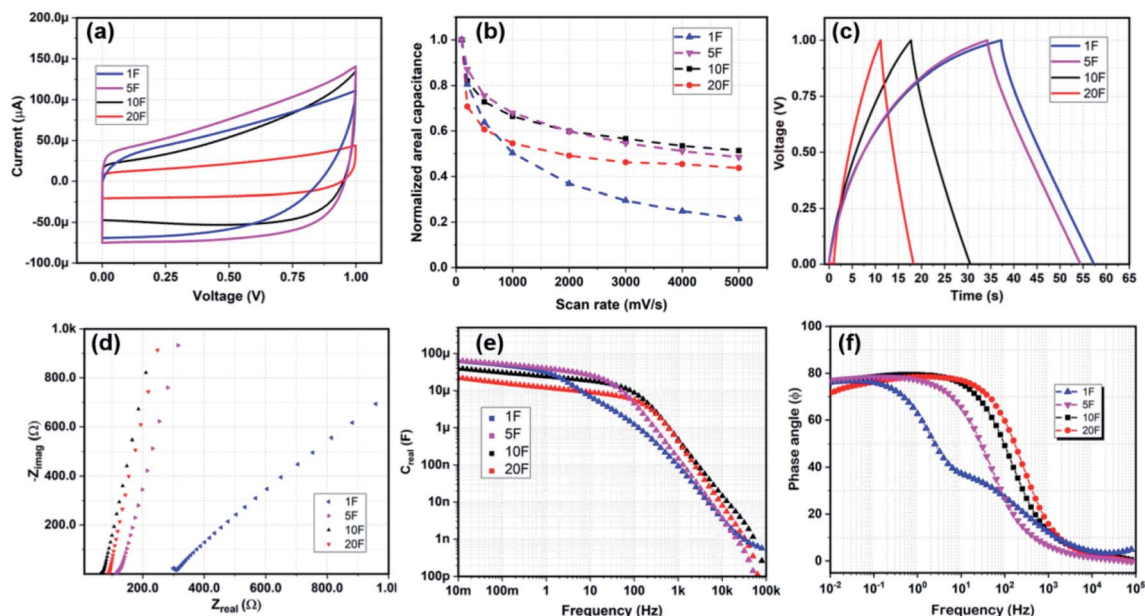 (a)
200.0µ
150.0µ
100.0µ
50.0µ
0.0
-50.0µ
-100.0µ
Current (µA)
1F
5F
10F
20F
0.00
0.25
0.50
0.75
1.00
Voltage (V)
(b)
1.0
0.8
0.6
0.4
0.2
0.0
Normalized areal capacitance
1F
5F
10F
20F
0
1000
2000
3000
4000
5000
Scan rate (mV/s)
(c)
1.00
0.75
0.50
0.25
0.00
Voltage (V)
1F
5F
10F
20F
0 5 10 15 20 25 30 35 40 45 50 55 60 65
Time (s)
(d)
1.0k
800.0
600.0
400.0
200.0
-Zimag (Ω)
1F
5F
10F
20F
0.0 200.0 400.0 600.0 800.0 1.0k
Zreal (Ω)
(e)
100µ
10µ
1µ
100n
10n
1n
100p
Creal (F)
1F
5F
10F
20F
10m 100m 1 10 100 1k 10k 100k
Frequency (Hz)
(f)
100
80
60
40
20
0
Phase angle (ϕ)
1F
5F
10F
20F
10⁻² 10⁻¹ 10⁰ 10¹ 10² 10³ 10⁴ 10⁵
Frequency (Hz)